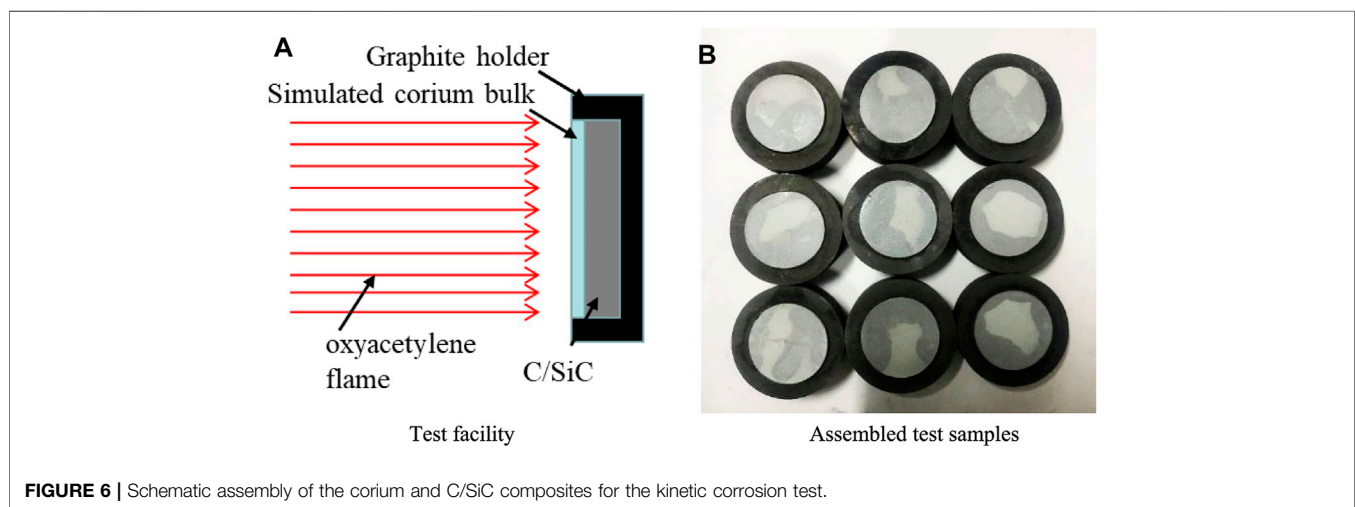 A
Graphite holder
Simulated corium bulk
oxyacetylene
flame
C/SiC
Test facility
B
Assembled test samples
FIGURE 6 | Schematic assembly of the corium and C/SiC composites for the kinetic corrosion test.